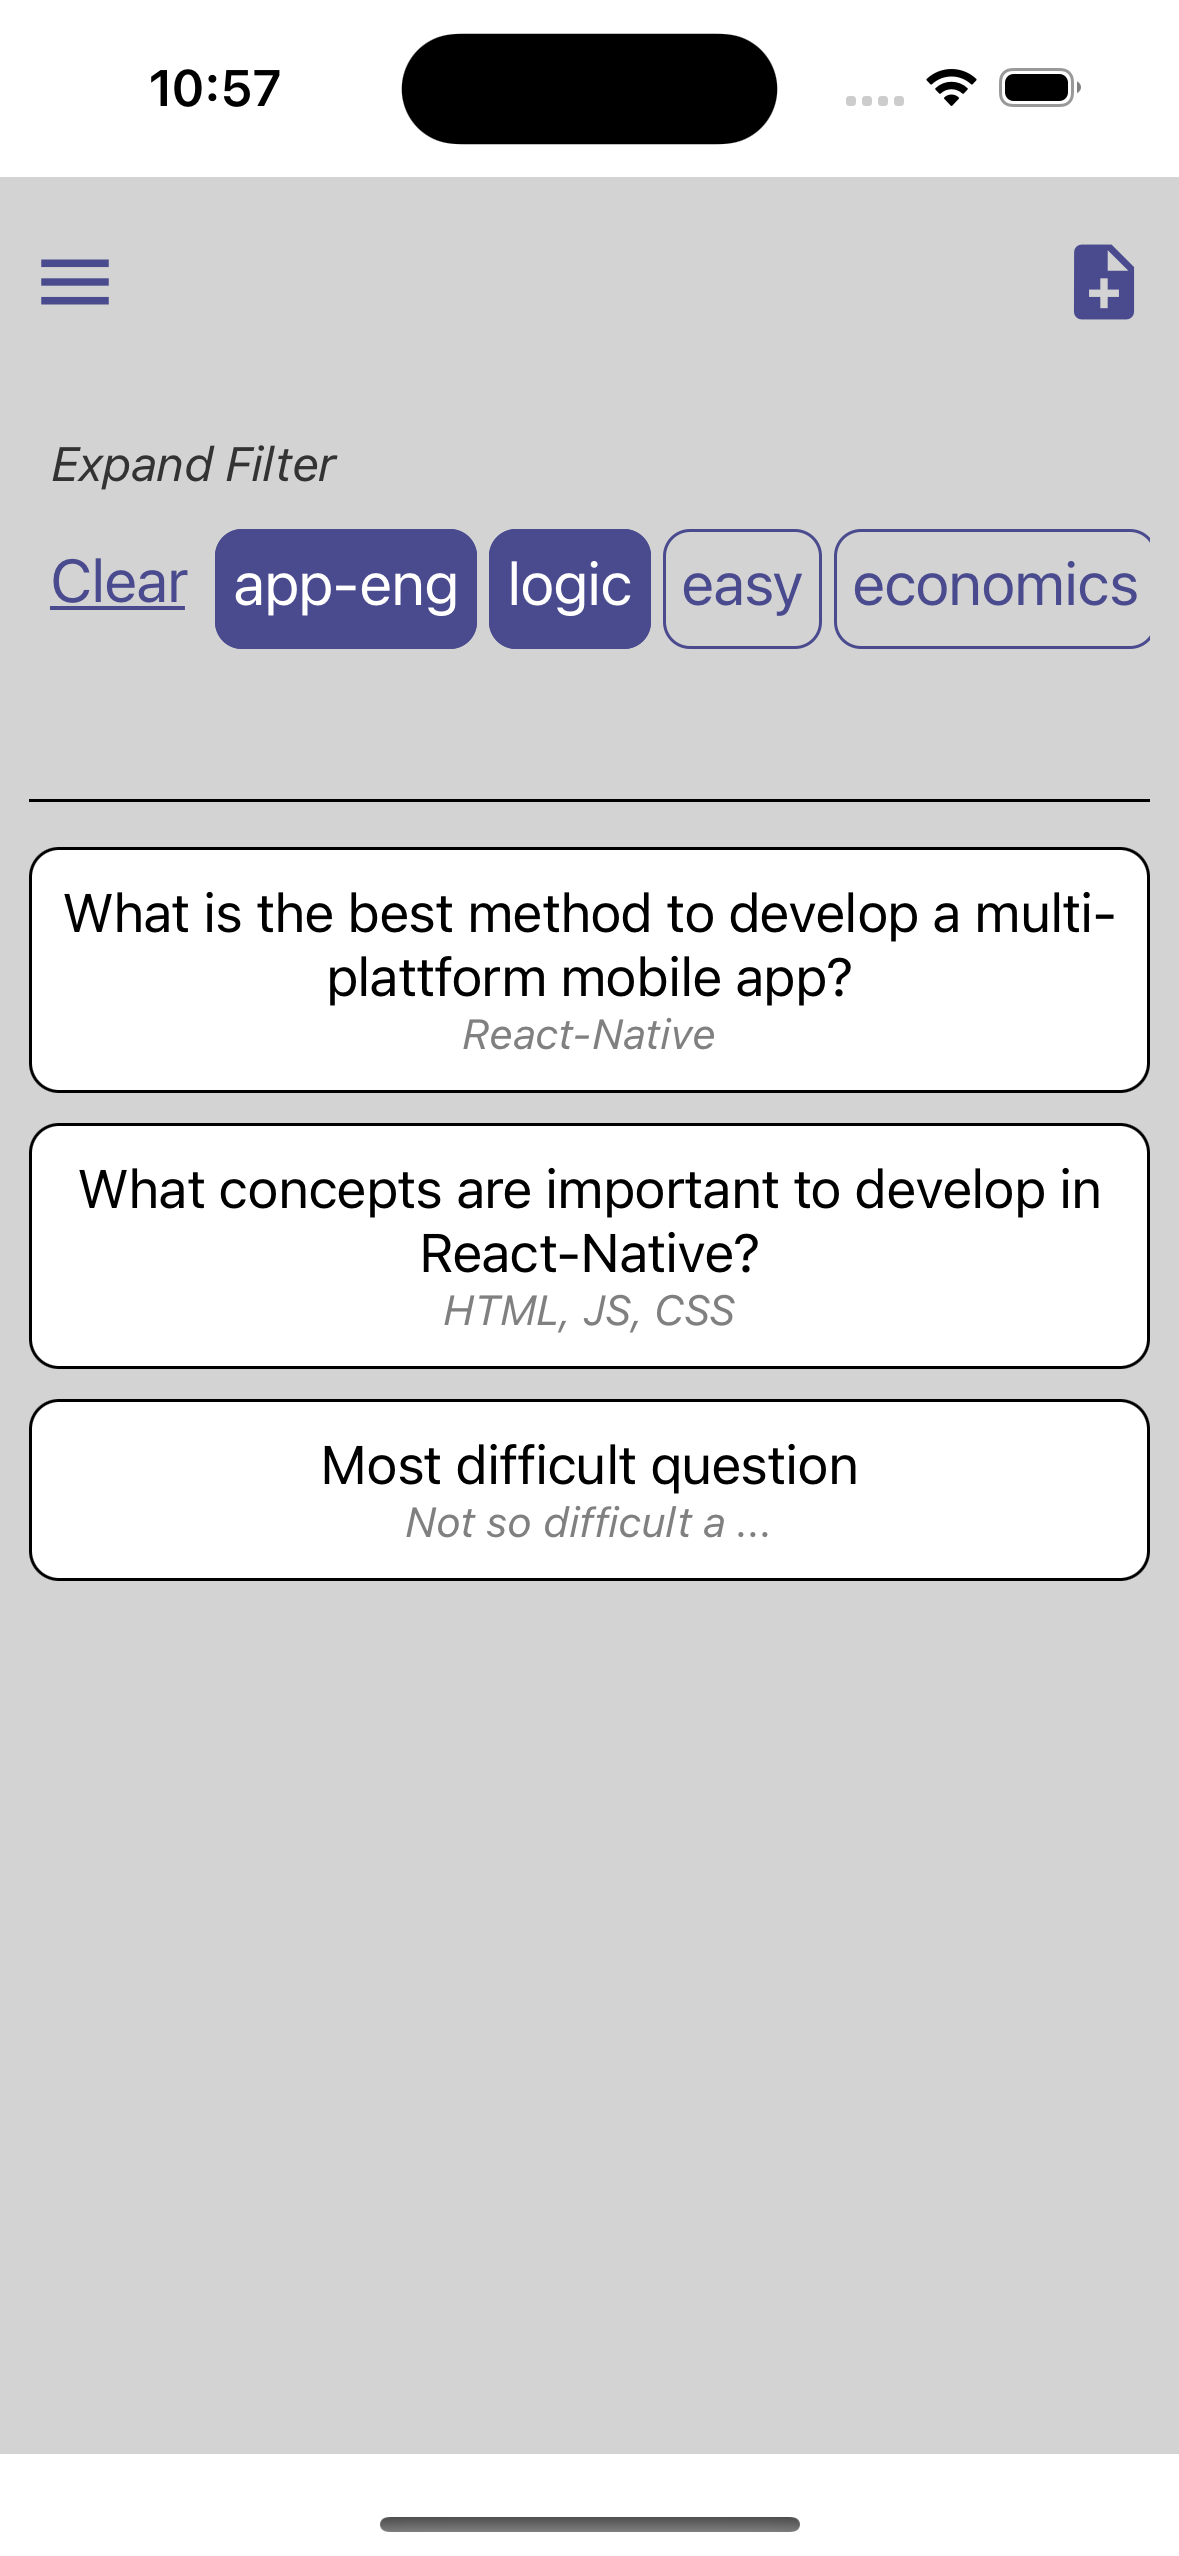 10:57
Expand Filter
Clear app-eng logic easy economics
What is the best method to develop a multi-
plattform mobile app?
React-Native
What concepts are important to develop in
React-Native?
HTML, JS, CSS
Most difficult question
Not so difficult a ...